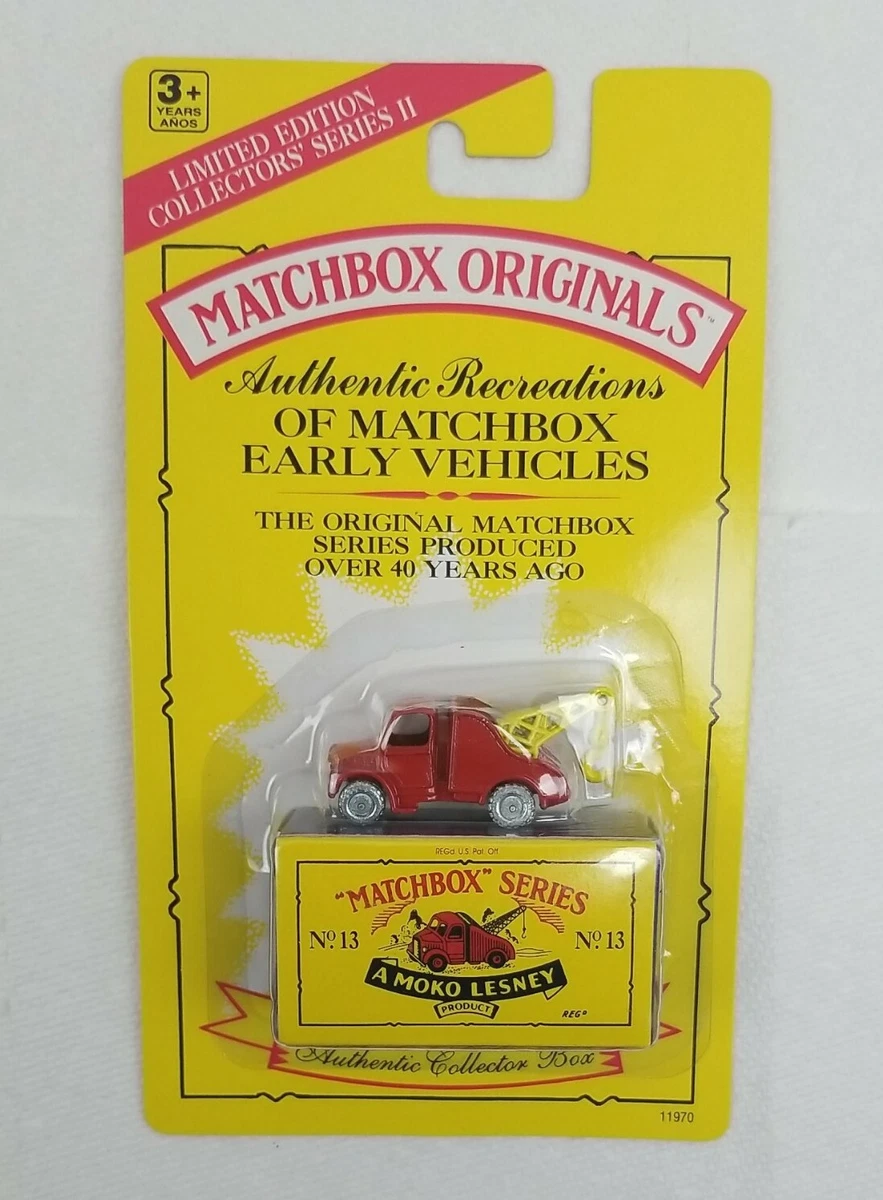 3+
YEARS
AÑOS
LIMITED EDITION
COLLECTORS' SERIES II
MATCHBOX ORIGINALS™
Authentic Recreations
OF MATCHBOX
EARLY VEHICLES
THE ORIGINAL MATCHBOX
SERIES PRODUCED
OVER 40 YEARS AGO
REGd. U.S. Pat. Off.
"MATCHBOX" SERIES
Nº. 13 Nº. 13
A MOKO LESNEY
PRODUCT
REGº
Authentic Collector Box
11970